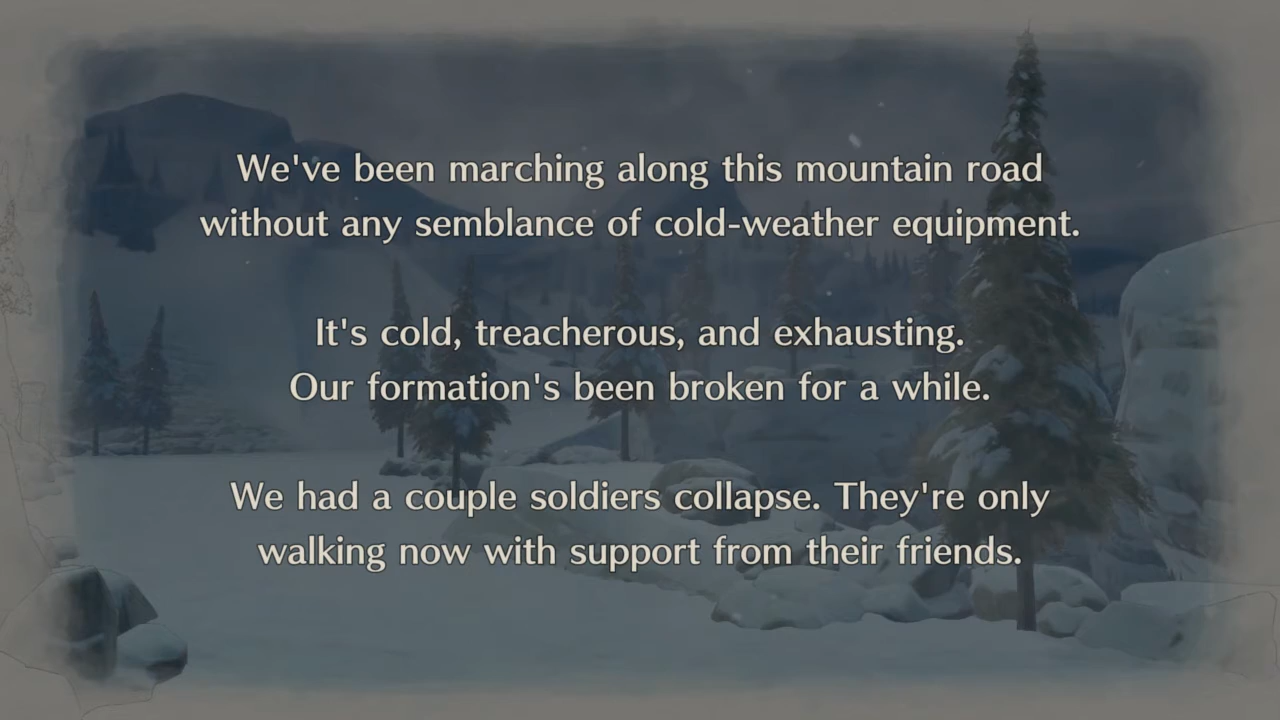 We've been marching along this mountain road
without any semblance of cold-weather equipment.
It's cold, treacherous, and exhausting.
Our formation's been broken for a while.
We had a couple soldiers collapse. They're only
walking now with support from their friends.